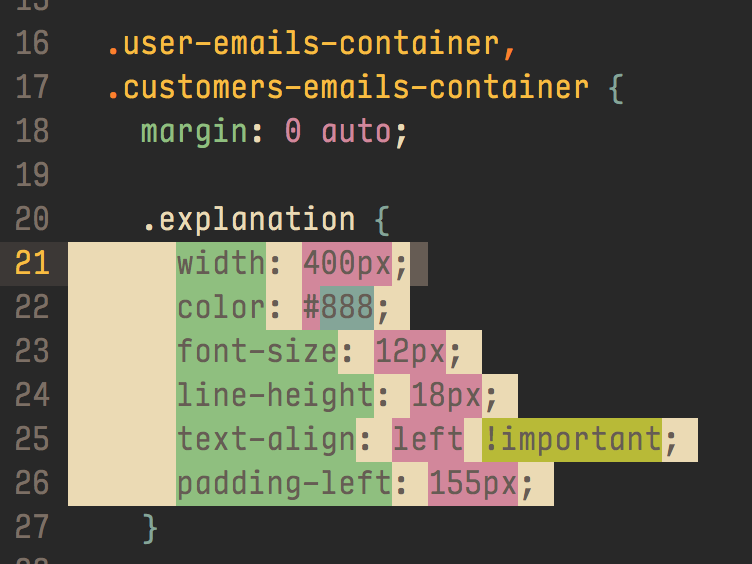 16 .user-emails-container,
17 .customers-emails-container {
18 margin: 0 auto;
19
20 .explanation {
21 width: 400px;
22 color: #888;
23 font-size: 12px;
24 line-height: 18px;
25 text-align: left !important;
26 padding-left: 155px;
27 }